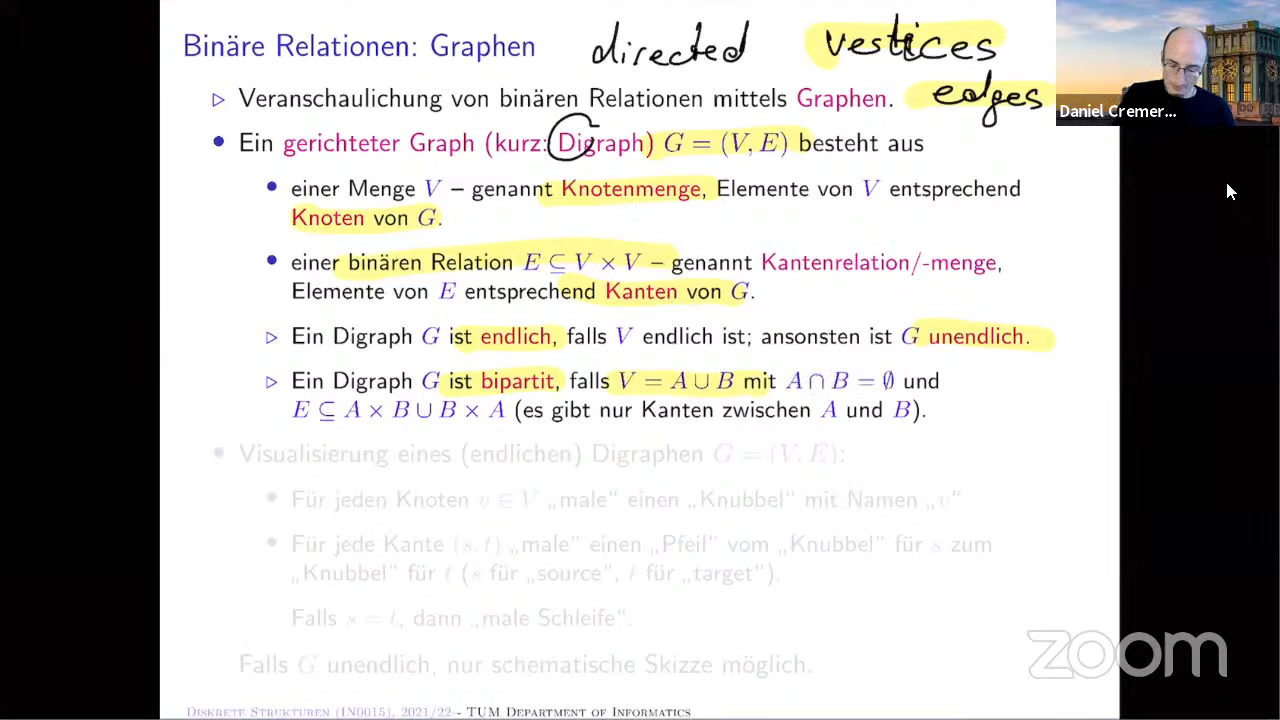 Binäre Relationen: Graphen directed vertices
edges
Daniel Cremer...
▷ Veranschaulichung von binären Relationen mittels Graphen.
• Ein gerichteter Graph (kurz: Digraph) G = (V, E) besteht aus
• einer Menge V – genannt Knotenmenge, Elemente von V entsprechend
Knoten von G.
• einer binären Relation E ⊆ V × V – genannt Kantenrelation/-menge,
Elemente von E entsprechend Kanten von G.
▷ Ein Digraph G ist endlich, falls V endlich ist; ansonsten ist G unendlich.
▷ Ein Digraph G ist bipartit, falls V = A ∪ B mit A ∩ B = ∅ und
E ⊆ A × B ∪ B × A (es gibt nur Kanten zwischen A und B).
• Visualisierung eines (endlichen) Digraphen G = (V, E):
• Für jeden Knoten v ∈ V „male“ einen „Knubbel“ mit Namen „v“
• Für jede Kante (s, t) „male“ einen „Pfeil“ vom „Knubbel“ für s zum
„Knubbel“ für t (s für „source“, t für „target“).
Falls s = t, dann „male Schleife“.
Falls G unendlich, nur schematische Skizze möglich.
zoom
Diskrete Strukturen (IN0015), 2021/22 - TUM Department of Informatics